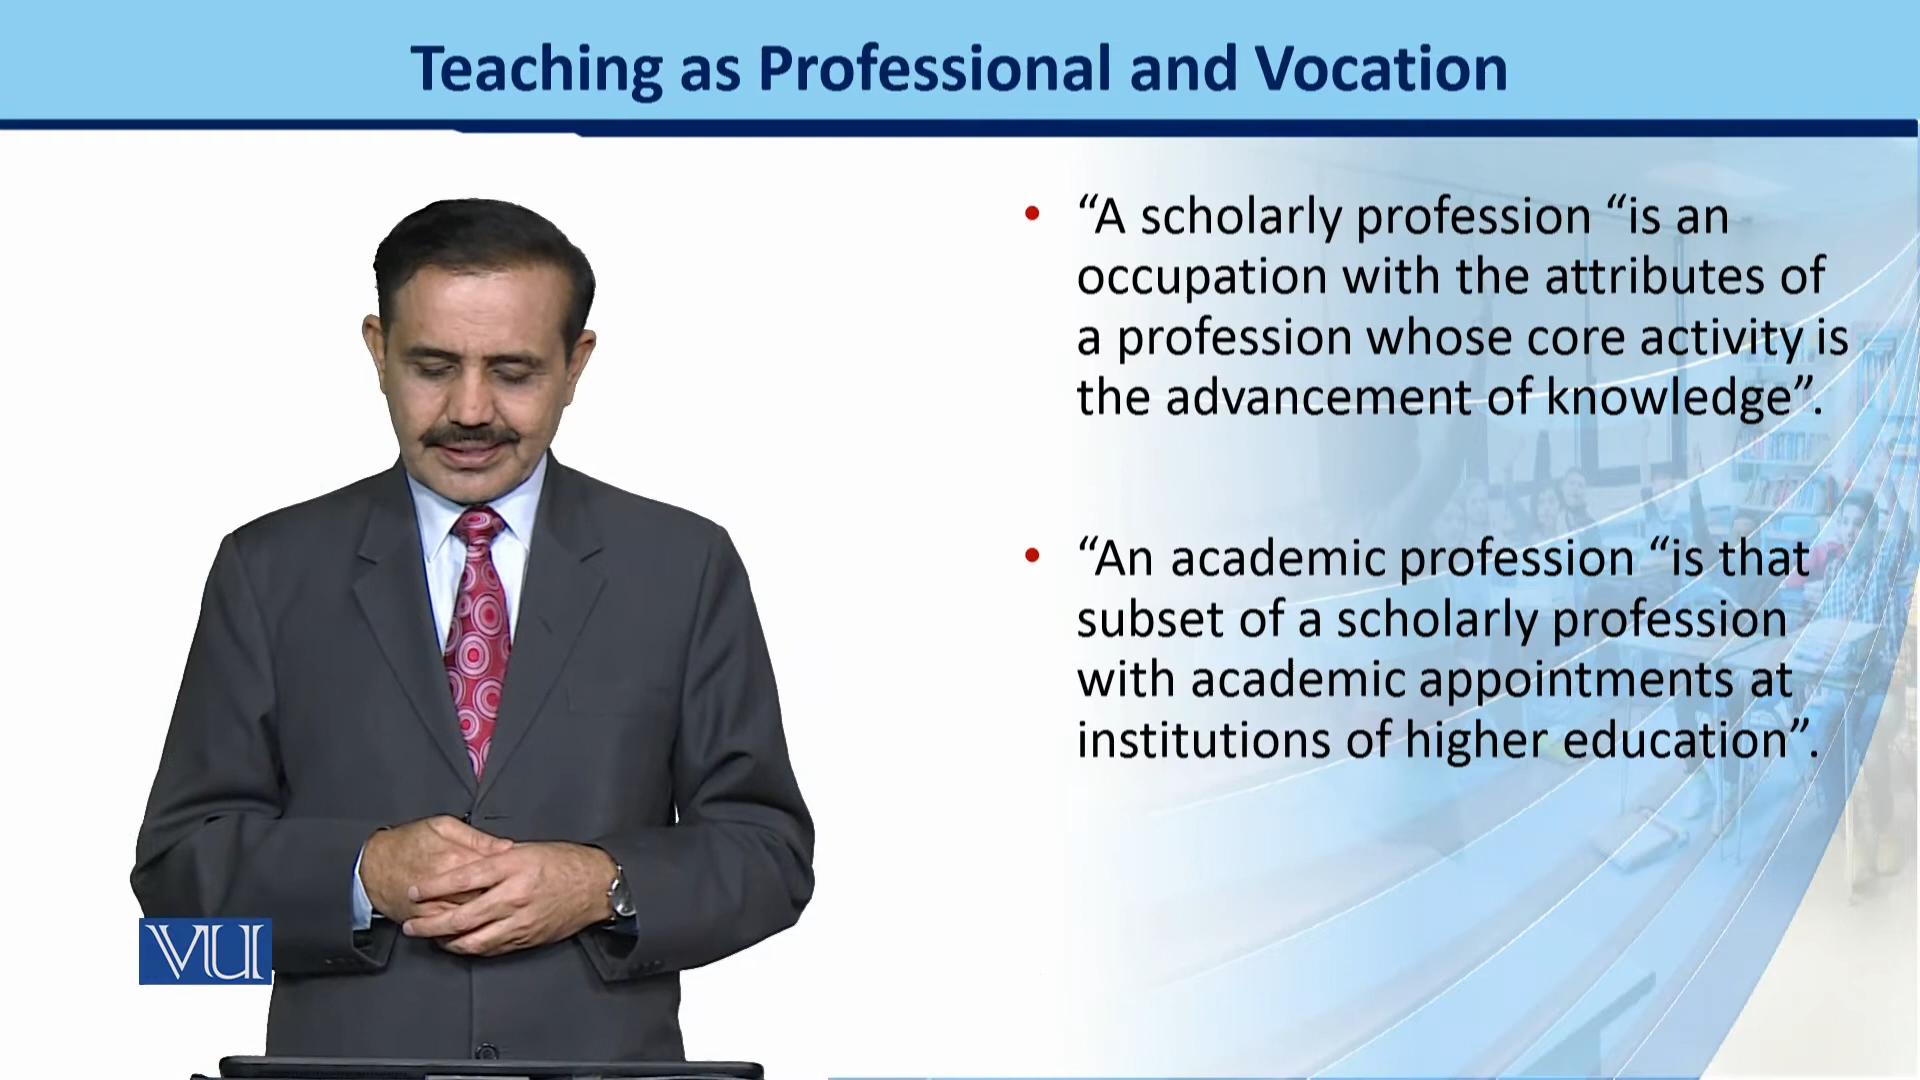 Teaching as Professional and Vocation
• “A scholarly profession “is an
occupation with the attributes of
a profession whose core activity is
the advancement of knowledge”.
• “An academic profession “is that
subset of a scholarly profession
with academic appointments at
institutions of higher education”.
VU